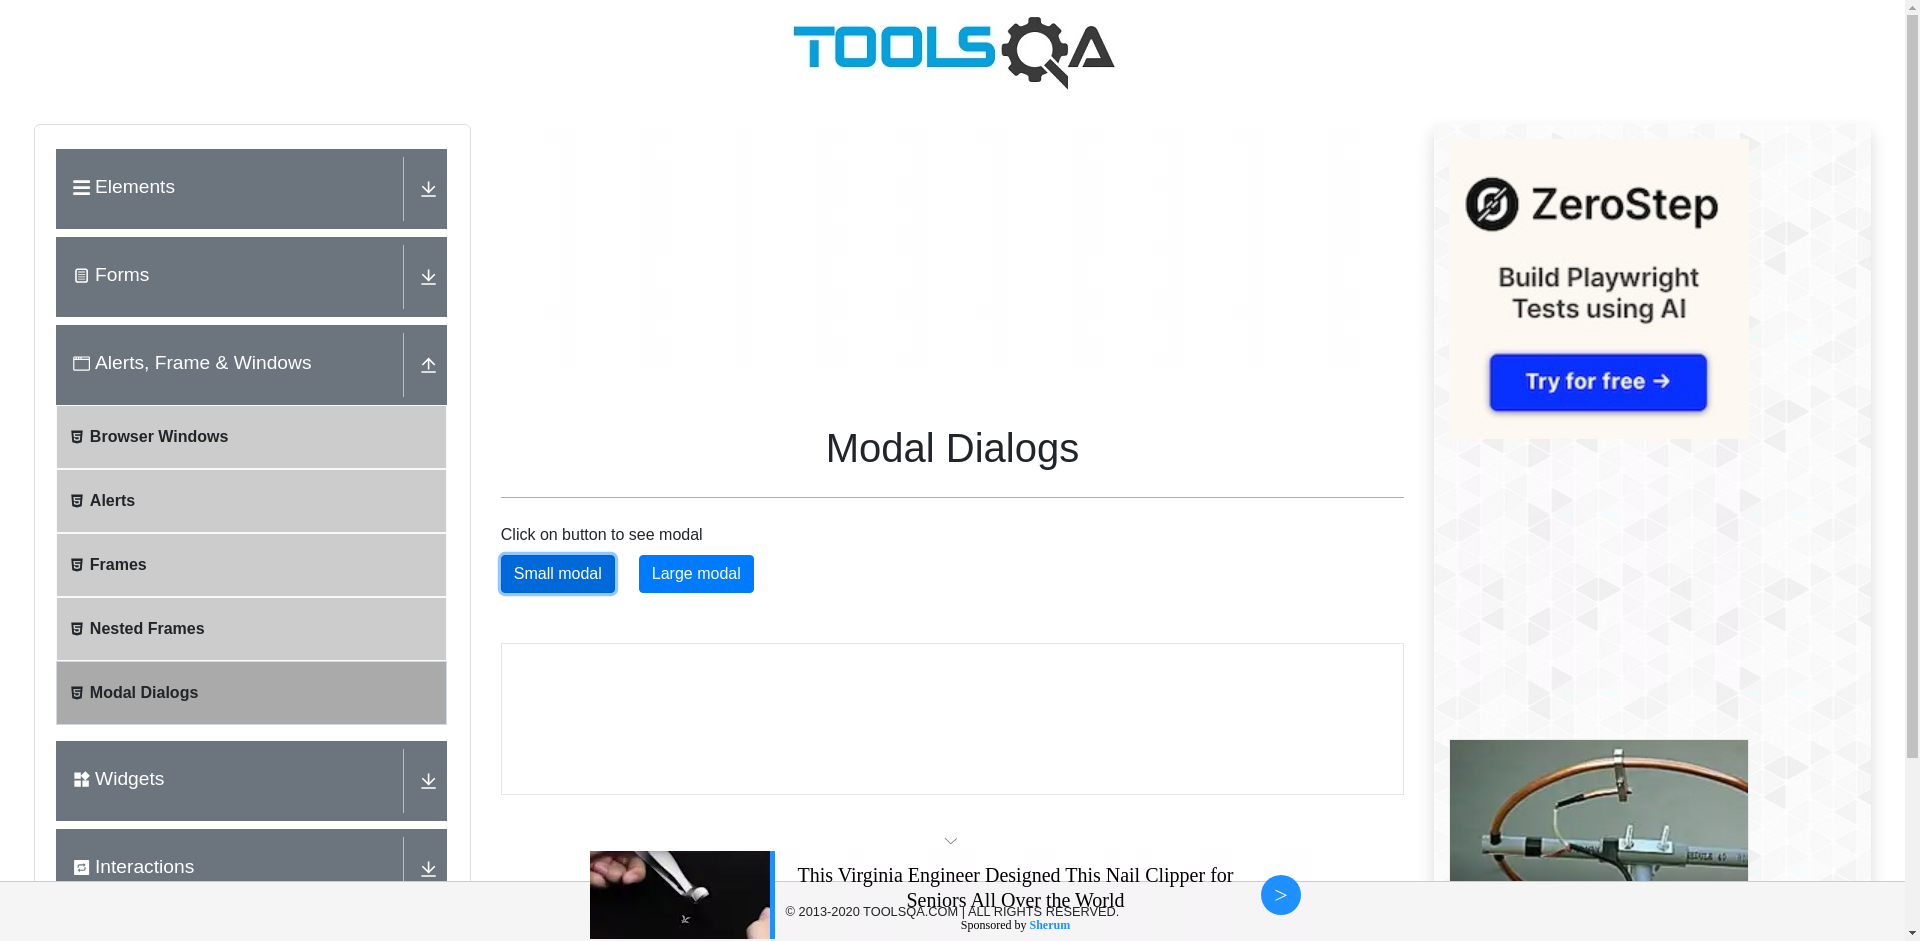 TOOLSQA
Elements
Forms
Alerts, Frame & Windows
Browser Windows
Alerts
Frames
Nested Frames
Modal Dialogs
Widgets
Interactions
Modal Dialogs
Click on button to see modal
Small modal
Large modal
ZeroStep
Build Playwright
Tests using AI
Try for free →
This Virginia Engineer Designed This Nail Clipper for
Seniors All Over the World
© 2013-2020 TOOLSQA.COM | ALL RIGHTS RESERVED.
Sponsored by Sherum
>